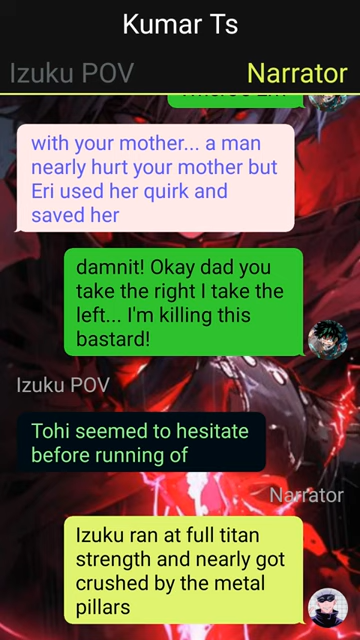 Kumar Ts
Izuku POV
Narrator
with your mother... a man
nearly hurt your mother but
Eri used her quirk and
saved her
damnit! Okay dad you
take the right I take the
left... I'm killing this
bastard!
Izuku POV
Tohi seemed to hesitate
before running of
Narrator
Izuku ran at full titan
strength and nearly got
crushed by the metal
pillars